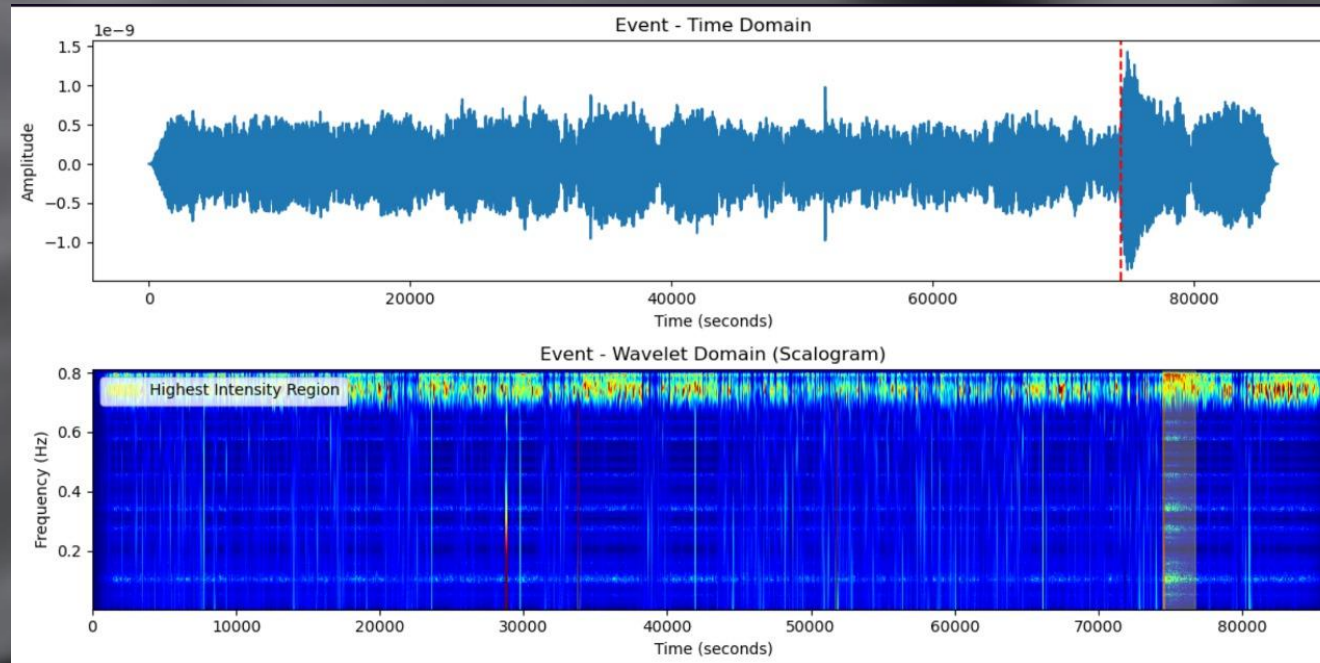 Event - Time Domain
1e−9
1.5
1.0
0.5
0.0
−0.5
−1.0
Amplitude
0 20000 40000 60000 80000
Time (seconds)
Event - Wavelet Domain (Scalogram)
Highest Intensity Region
0.8
0.6
0.4
0.2
Frequency (Hz)
0 10000 20000 30000 40000 50000 60000 70000 80000
Time (seconds)